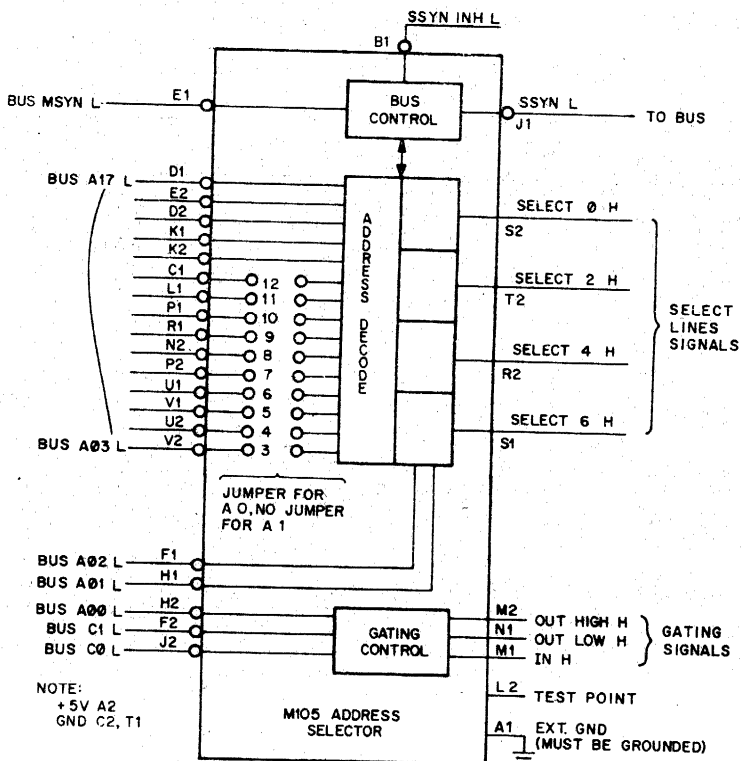 SSYN INH L
B1
BUS MSYN L
E1
BUS
CONTROL
SSYN L
J1
TO BUS
BUS A17 L
D1
E2
D2
K1
K2
C1
L1
P1
R1
N2
P2
U1
V1
U2
V2
BUS A03 L
12
11
10
9
8
7
6
5
4
3
ADDRESS DECODE
SELECT 0 H
S2
SELECT 2 H
T2
SELECT 4 H
R2
SELECT 6 H
S1
SELECT
LINES
SIGNALS
JUMPER FOR
A 0, NO JUMPER
FOR A 1
BUS A02 L
F1
BUS A01 L
H1
BUS A00 L
H2
BUS C1 L
F2
BUS C0 L
J2
GATING
CONTROL
M2
OUT HIGH H
N1
OUT LOW H
M1
IN H
GATING
SIGNALS
L2
TEST POINT
A1
EXT. GND
(MUST BE GROUNDED)
NOTE:
+5V A2
GND C2, T1
M105 ADDRESS
SELECTOR